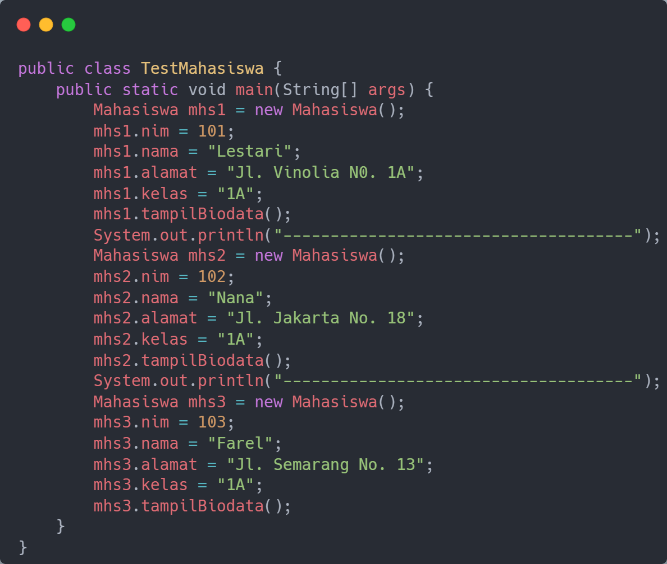 public class TestMahasiswa {
    public static void main(String[] args) {
        Mahasiswa mhs1 = new Mahasiswa();
        mhs1.nim = 101;
        mhs1.nama = "Lestari";
        mhs1.alamat = "Jl. Vinolia N0. 1A";
        mhs1.kelas = "1A";
        mhs1.tampilBiodata();
        System.out.println("-------------------------------------");
        Mahasiswa mhs2 = new Mahasiswa();
        mhs2.nim = 102;
        mhs2.nama = "Nana";
        mhs2.alamat = "Jl. Jakarta No. 18";
        mhs2.kelas = "1A";
        mhs2.tampilBiodata();
        System.out.println("-------------------------------------");
        Mahasiswa mhs3 = new Mahasiswa();
        mhs3.nim = 103;
        mhs3.nama = "Farel";
        mhs3.alamat = "Jl. Semarang No. 13";
        mhs3.kelas = "1A";
        mhs3.tampilBiodata();
    }
}